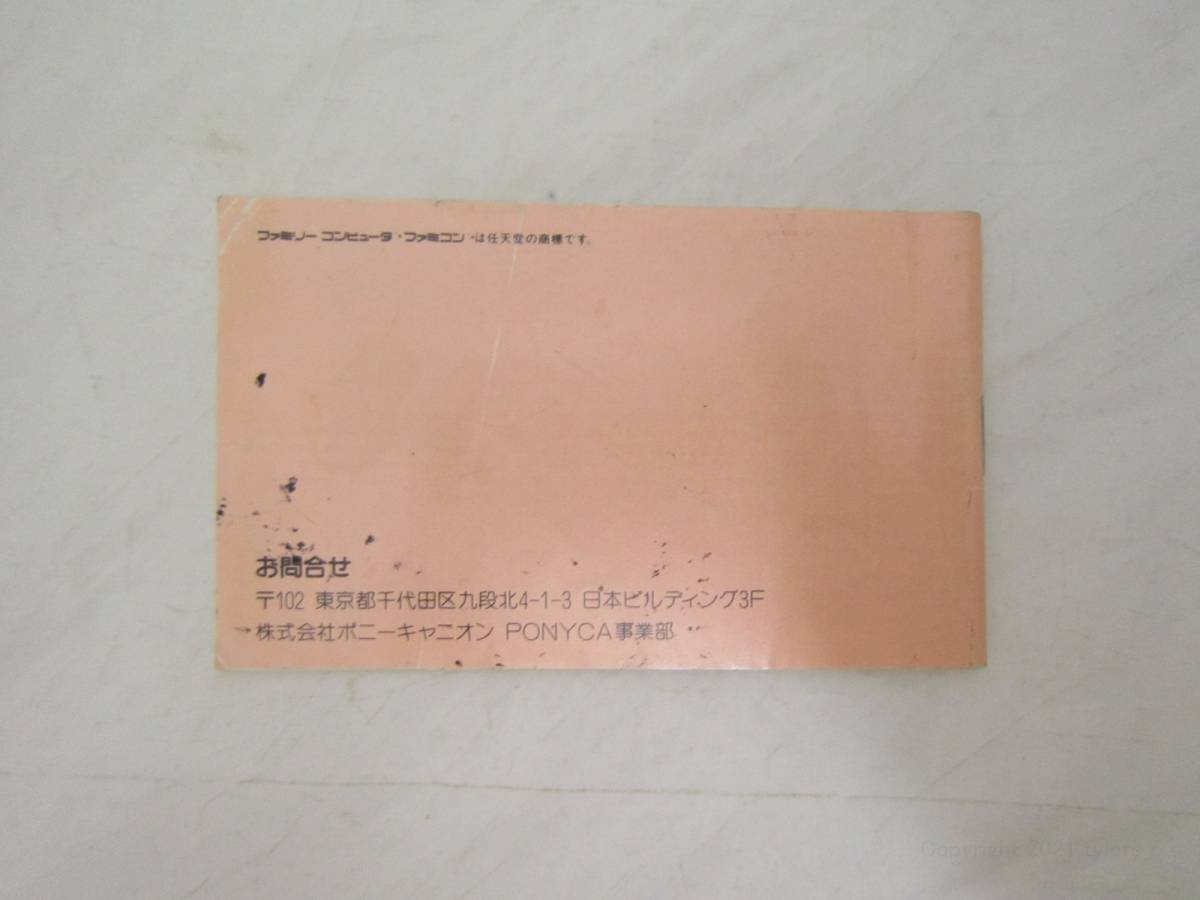 ファミリーコンピュータ・ファミコン は任天堂の商標です。
お問合せ
〒102 東京都千代田区九段北4-1-3 日本ビルディング3F
株式会社ポニーキャニオン PONYCA事業部
Copyright 2021